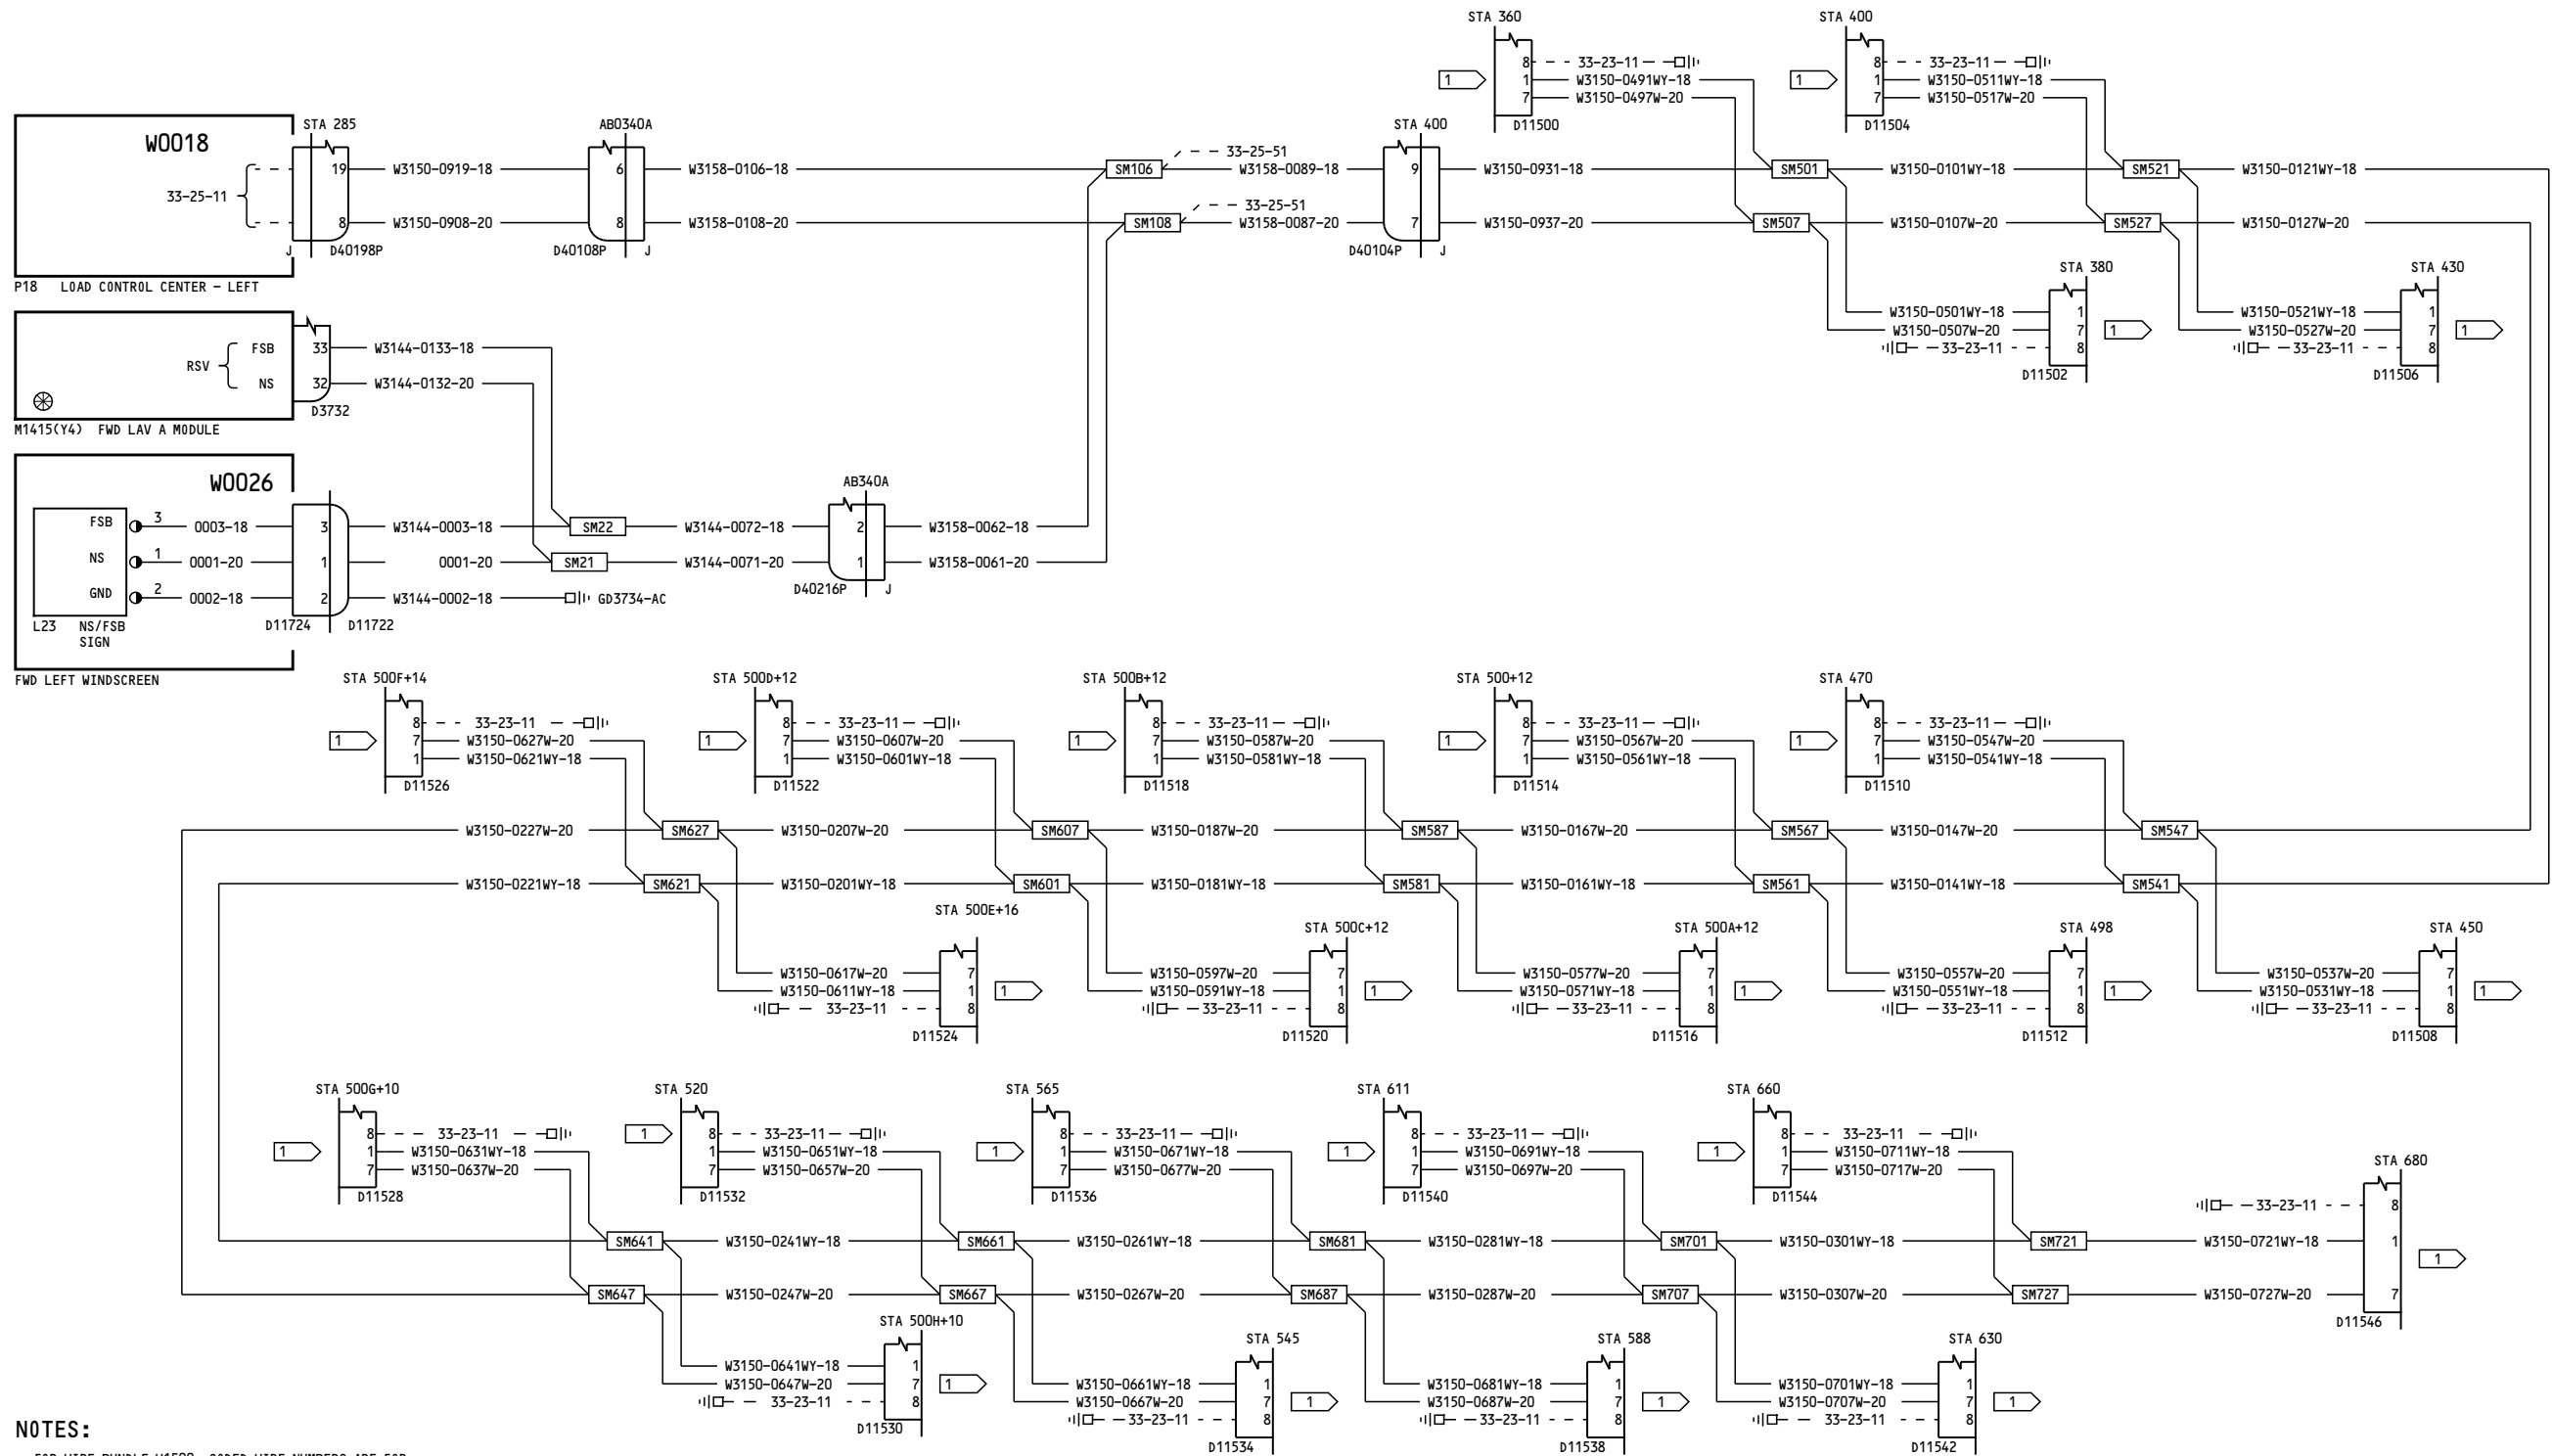 STA 360
STA 400
8 33-23-11
1 W3150-0491WY-18
7 W3150-0497W-20
1
D11500
8 33-23-11
1 W3150-0511WY-18
7 W3150-0517W-20
1
D11504
W0018
33-25-11
STA 285
19
8
J D40198P
P18 LOAD CONTROL CENTER - LEFT
W3150-0919-18
W3150-0908-20
AB0340A
6
8
D40108P J
W3158-0106-18
W3158-0108-20
SM106
SM108
33-25-51
W3158-0089-18
33-25-51
W3158-0087-20
STA 400
9
7
D40104P J
W3150-0931-18
W3150-0937-20
SM501
SM507
W3150-0101WY-18
W3150-0107W-20
SM521
SM527
W3150-0121WY-18
W3150-0127W-20
STA 380
W3150-0501WY-18 1
W3150-0507W-20 7
33-23-11 8
1
D11502
STA 430
W3150-0521WY-18 1
W3150-0527W-20 7
33-23-11 8
1
D11506
RSV
FSB 33
NS 32
W3144-0133-18
W3144-0132-20
D3732
M1415(Y4) FWD LAV A MODULE
W0026
FSB 3 0003-18 3 W3144-0003-18 SM22 W3144-0072-18
NS 1 0001-20 1 0001-20 SM21 W3144-0071-20
GND 2 0002-18 2 W3144-0002-18 GD3734-AC
L23 NS/FSB
SIGN
D11724 D11722
FWD LEFT WINDSCREEN
AB340A
2 W3158-0062-18
1 W3158-0061-20
D40216P J
STA 500F+14
8 33-23-11
7 W3150-0627W-20
1 W3150-0621WY-18
1
D11526
STA 500D+12
8 33-23-11
7 W3150-0607W-20
1 W3150-0601WY-18
1
D11522
STA 500B+12
8 33-23-11
7 W3150-0587W-20
1 W3150-0581WY-18
1
D11518
STA 500+12
8 33-23-11
7 W3150-0567W-20
1 W3150-0561WY-18
1
D11514
STA 470
8 33-23-11
7 W3150-0547W-20
1 W3150-0541WY-18
1
D11510
W3150-0227W-20 SM627 W3150-0207W-20 SM607 W3150-0187W-20 SM587 W3150-0167W-20 SM567 W3150-0147W-20 SM547
W3150-0221WY-18 SM621 W3150-0201WY-18 SM601 W3150-0181WY-18 SM581 W3150-0161WY-18 SM561 W3150-0141WY-18 SM541
STA 500E+16
W3150-0617W-20 7
W3150-0611WY-18 1
33-23-11 8
1
D11524
STA 500C+12
W3150-0597W-20 7
W3150-0591WY-18 1
33-23-11 8
1
D11520
STA 500A+12
W3150-0577W-20 7
W3150-0571WY-18 1
33-23-11 8
1
D11516
STA 498
W3150-0557W-20 7
W3150-0551WY-18 1
33-23-11 8
1
D11512
STA 450
W3150-0537W-20 7
W3150-0531WY-18 1
33-23-11 8
1
D11508
STA 500G+10
8 33-23-11
1 W3150-0631WY-18
7 W3150-0637W-20
1
D11528
STA 520
8 33-23-11
1 W3150-0651WY-18
7 W3150-0657W-20
1
D11532
STA 565
8 33-23-11
1 W3150-0671WY-18
7 W3150-0677W-20
1
D11536
STA 611
8 33-23-11
1 W3150-0691WY-18
7 W3150-0697W-20
1
D11540
STA 660
8 33-23-11
1 W3150-0711WY-18
7 W3150-0717W-20
1
D11544
STA 680
33-23-11 8
SM641 W3150-0241WY-18 SM661 W3150-0261WY-18 SM681 W3150-0281WY-18 SM701 W3150-0301WY-18 SM721 W3150-0721WY-18 1
1
SM647 W3150-0247W-20 SM667 W3150-0267W-20 SM687 W3150-0287W-20 SM707 W3150-0307W-20 SM727 W3150-0727W-20 7
D11546
STA 500H+10
W3150-0641WY-18 1
W3150-0647W-20 7
33-23-11 8
1
D11530
STA 545
W3150-0661WY-18 1
W3150-0667W-20 7
33-23-11 8
1
D11534
STA 588
W3150-0681WY-18 1
W3150-0687W-20 7
33-23-11 8
1
D11538
STA 630
W3150-0701WY-18 1
W3150-0707W-20 7
33-23-11 8
1
D11542
NOTES: